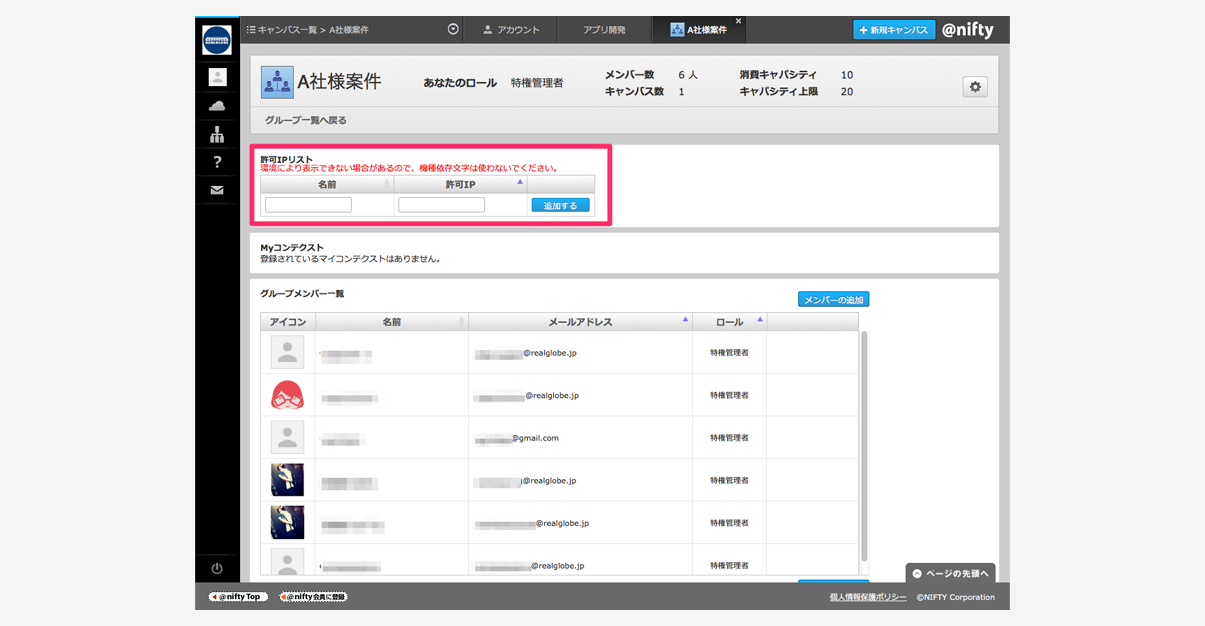 キャンバス一覧 > A社様案件
アカウント
アプリ開発
A社様案件
新規キャンバス
@nifty
A社様案件
あなたのロール 特権管理者
メンバー数 6 人
キャンバス数 1
消費キャパシティ 10
キャパシティ上限 20
グループ一覧へ戻る
許可IPリスト
環境により表示できない場合があるので、機種依存文字は使わないでください。
名前 許可IP
追加する
Myコンテクスト
登録されているマイコンテクストはありません。
グループメンバー一覧
メンバーの追加
アイコン 名前 メールアドレス ロール
@realglobe.jp 特権管理者
@realglobe.jp 特権管理者
@gmail.com 特権管理者
@realglobe.jp 特権管理者
@realglobe.jp 特権管理者
@realglobe.jp 特権管理者
ページの先頭へ
@nifty Top
@nifty会員に登録
個人情報保護ポリシー
©NIFTY Corporation